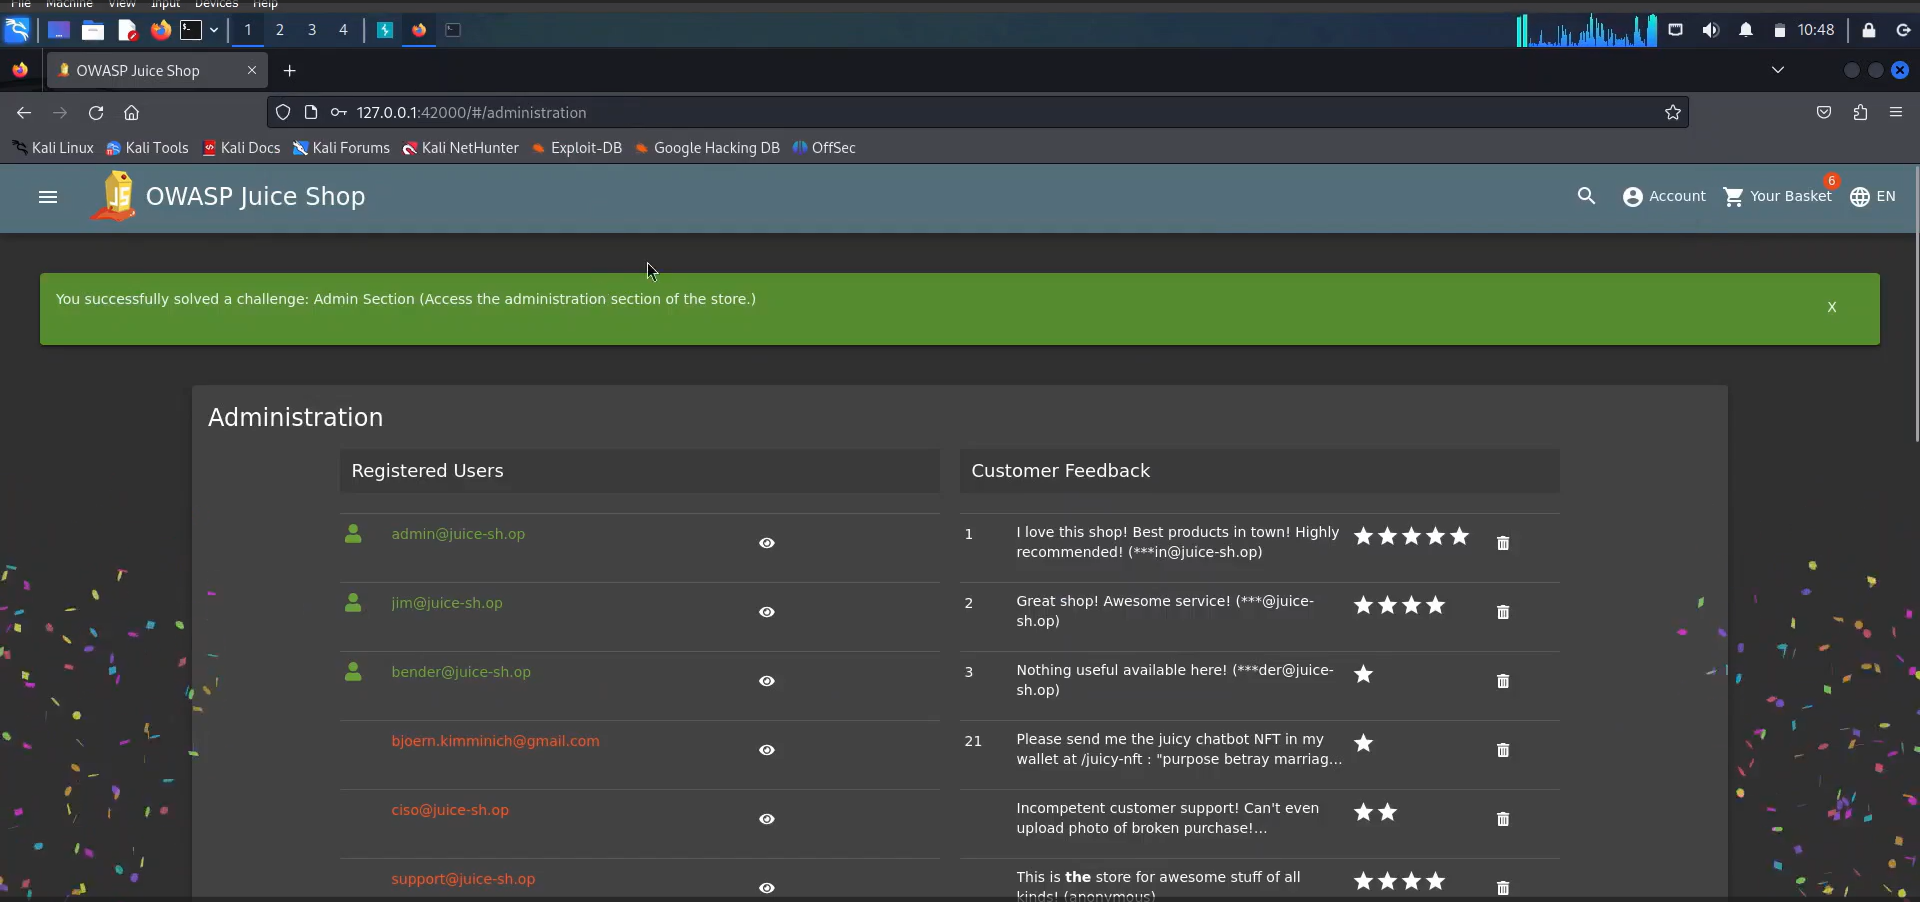 File Machine View Input Devices Help
1 2 3 4 10:48
OWASP Juice Shop
127.0.0.1:42000/#/administration
Kali Linux Kali Tools Kali Docs Kali Forums Kali NetHunter Exploit-DB Google Hacking DB OffSec
OWASP Juice Shop
Account
Your Basket
6
EN
You successfully solved a challenge: Admin Section (Access the administration section of the store.)
X
Administration
Registered Users
admin@juice-sh.op
jim@juice-sh.op
bender@juice-sh.op
bjoern.kimminich@gmail.com
ciso@juice-sh.op
support@juice-sh.op
Customer Feedback
1
I love this shop! Best products in town! Highly
recommended! (***in@juice-sh.op)
2
Great shop! Awesome service! (***@juice-
sh.op)
3
Nothing useful available here! (***der@juice-
sh.op)
21
Please send me the juicy chatbot NFT in my
wallet at /juicy-nft : "purpose betray marriag...
Incompetent customer support! Can't even
upload photo of broken purchase!...
This is the store for awesome stuff of all
kinds! (anonymous)